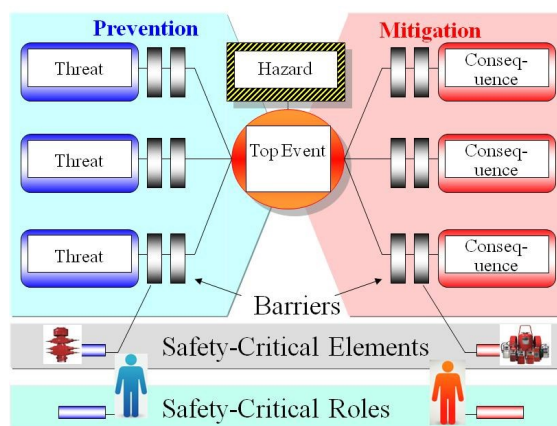 Prevention
Mitigation
Threat
Hazard
Conseq-
uence
Threat
Top Event
Conseq-
uence
Threat
Conseq-
uence
Barriers
Safety-Critical Elements
Safety-Critical Roles